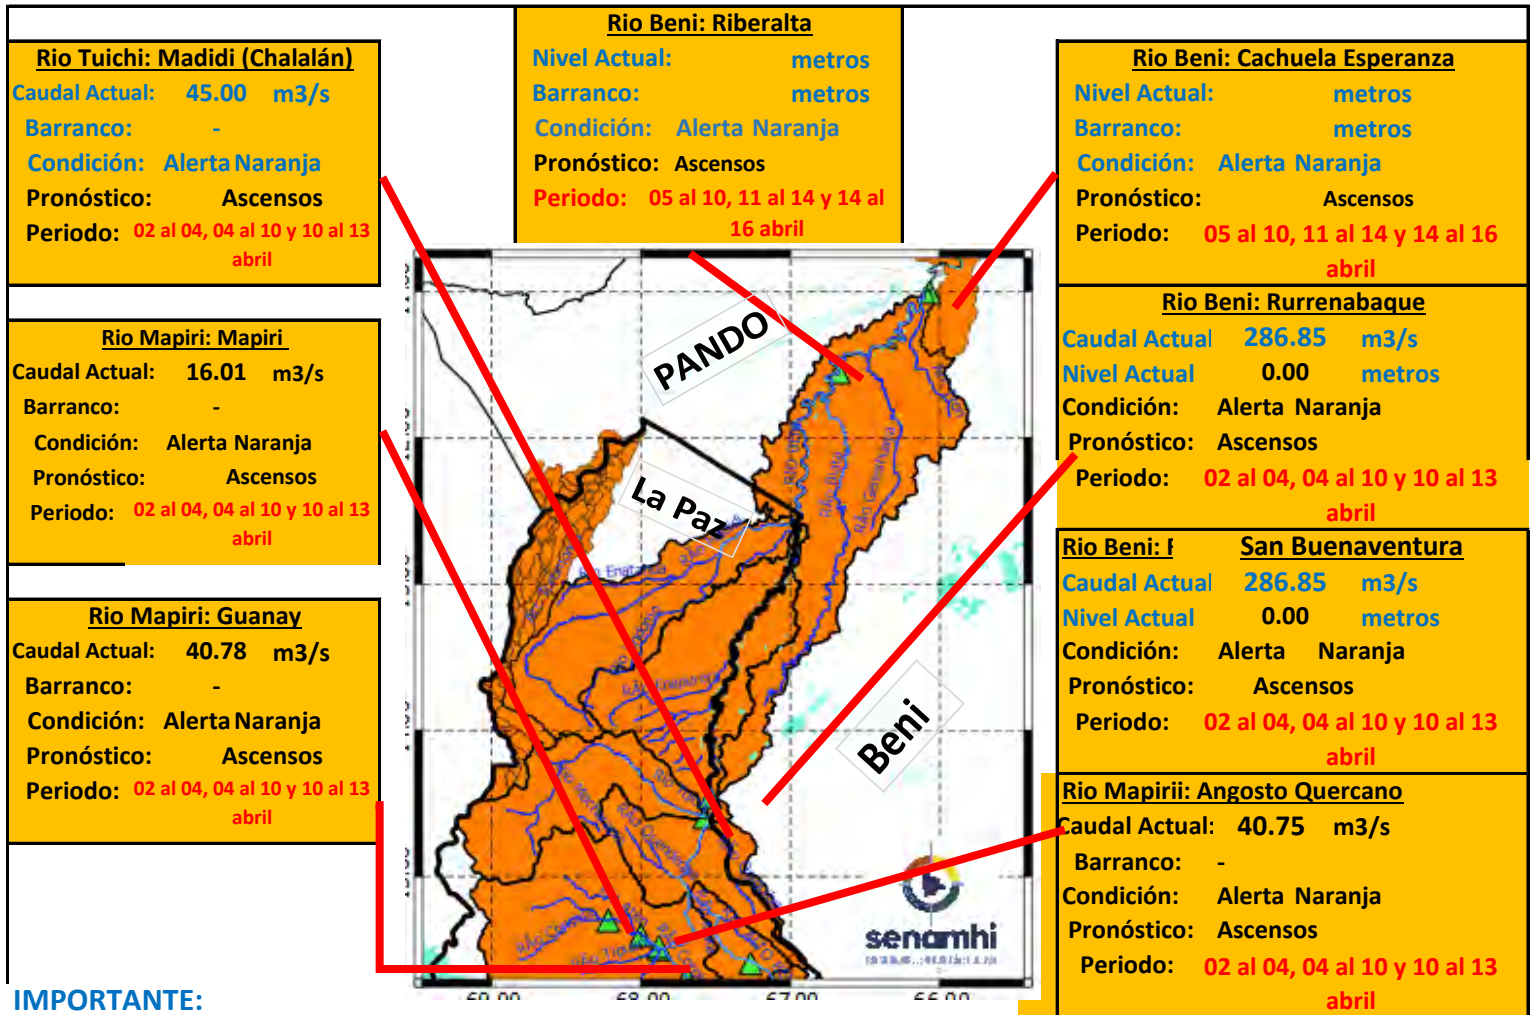 Rio Tuichi: Madidi (Chalalán)
Caudal Actual: 45.00 m3/s
Barranco: -
Condición: Alerta Naranja
Pronóstico: Ascensos
Periodo: 02 al 04, 04 al 10 y 10 al 13
abril
Rio Mapiri: Mapiri
Caudal Actual: 16.01 m3/s
Barranco: -
Condición: Alerta Naranja
Pronóstico: Ascensos
Periodo: 02 al 04, 04 al 10 y 10 al 13
abril
Rio Mapiri: Guanay
Caudal Actual: 40.78 m3/s
Barranco: -
Condición: Alerta Naranja
Pronóstico: Ascensos
Periodo: 02 al 04, 04 al 10 y 10 al 13
abril
Rio Beni: Riberalta
Nivel Actual: metros
Barranco: metros
Condición: Alerta Naranja
Pronóstico: Ascensos
Periodo: 05 al 10, 11 al 14 y 14 al
16 abril
PANDO
La Paz
Beni
senamhi
69.00 68.00 67.00 66.00
Rio Beni: Cachuela Esperanza
Nivel Actual: metros
Barranco: metros
Condición: Alerta Naranja
Pronóstico: Ascensos
Periodo: 05 al 10, 11 al 14 y 14 al 16
abril
Rio Beni: Rurrenabaque
Caudal Actual 286.85 m3/s
Nivel Actual 0.00 metros
Condición: Alerta Naranja
Pronóstico: Ascensos
Periodo: 02 al 04, 04 al 10 y 10 al 13
abril
Rio Beni: San Buenaventura
Caudal Actual 286.85 m3/s
Nivel Actual 0.00 metros
Condición: Alerta Naranja
Pronóstico: Ascensos
Periodo: 02 al 04, 04 al 10 y 10 al 13
abril
Rio Mapirii: Angosto Quercano
Caudal Actual: 40.75 m3/s
Barranco: -
Condición: Alerta Naranja
Pronóstico: Ascensos
Periodo: 02 al 04, 04 al 10 y 10 al 13
abril
IMPORTANTE: